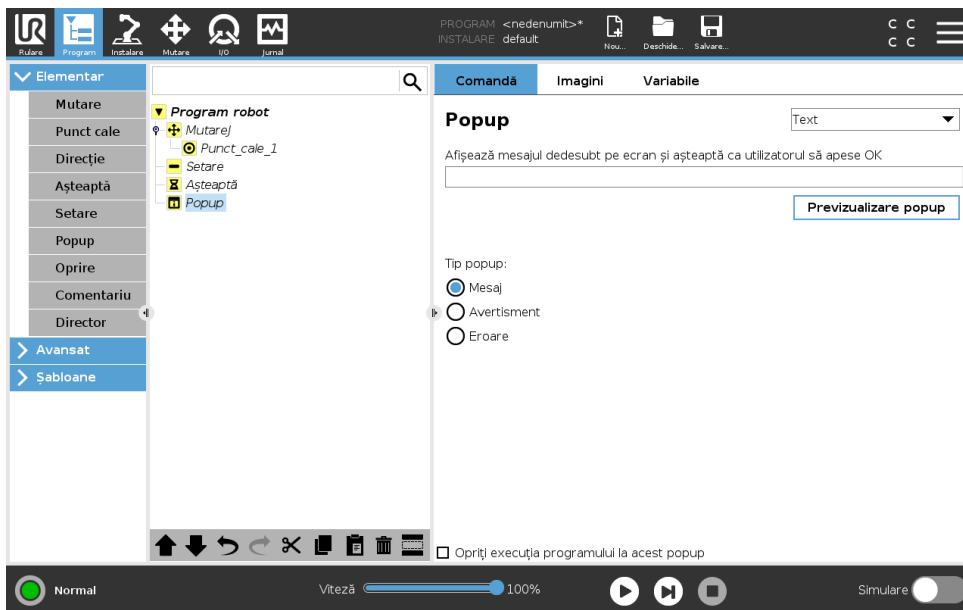 PROGRAM <nedenumit>*
INSTALARE default
Rulare
Program
Instalare
Mutare
I/O
Jurnal
Nou...
Deschide...
Salvare...
C C
C C
Elementar
Mutare
Punct cale
Direcție
Așteaptă
Setare
Popup
Oprire
Comentariu
Director
Avansat
Șabloane
Program robot
MutareJ
Punct_cale_1
Setare
Așteaptă
Popup
Comandă
Imagini
Variabile
Popup
Text
Afișează mesajul dedesubt pe ecran și așteaptă ca utilizatorul să apese OK
Previzualizare popup
Tip popup:
Mesaj
Avertisment
Eroare
Opriți execuția programului la acest popup
Normal
Viteză
100%
Simulare